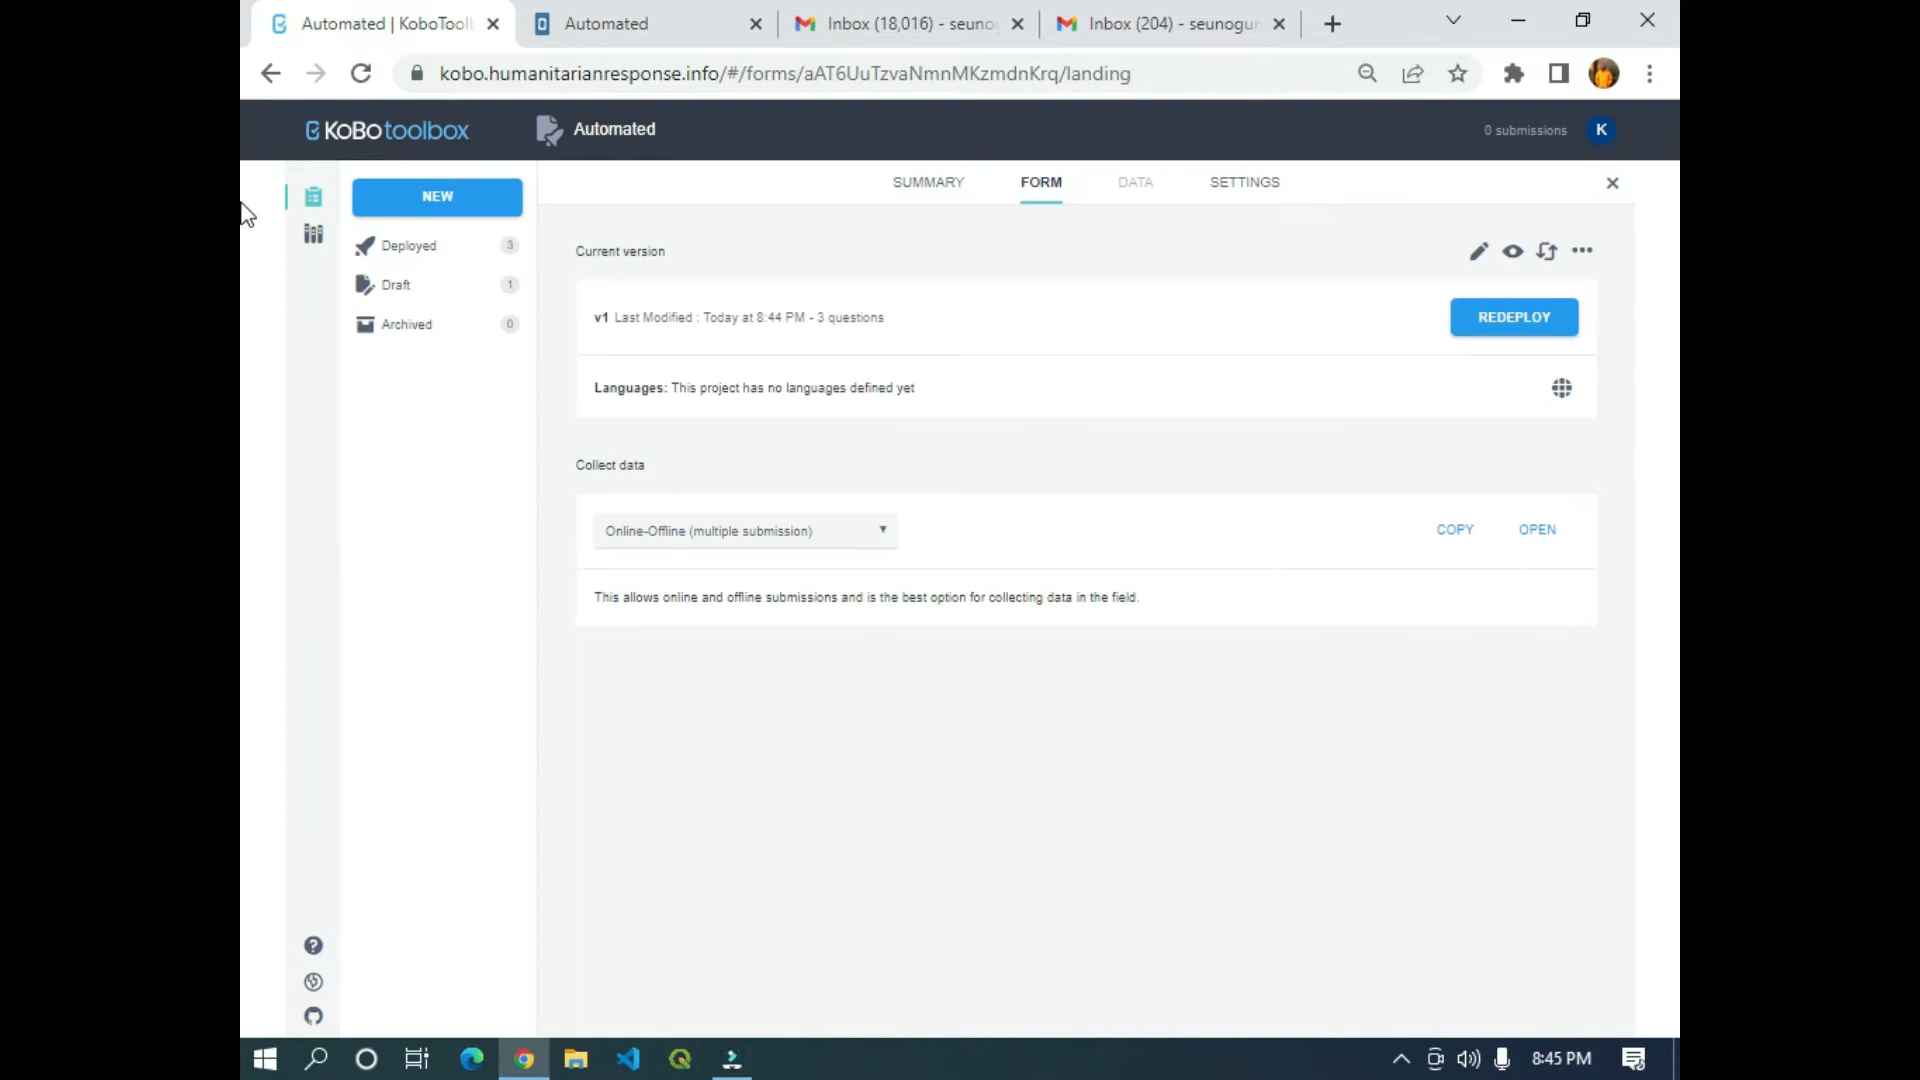 Automated | KoBoTool
Automated
Inbox (18,016) - seuno
Inbox (204) - seunogun
kobo.humanitarianresponse.info/#/forms/aAT6UuTzvaNmnMKzmdnKrq/landing
KoBotoolbox
Automated
0 submissions
K
NEW
SUMMARY
FORM
DATA
SETTINGS
Deployed
3
Draft
1
Archived
0
Current version
v1 Last Modified : Today at 8:44 PM - 3 questions
REDEPLOY
Languages: This project has no languages defined yet
Collect data
Online-Offline (multiple submission)
COPY
OPEN
This allows online and offline submissions and is the best option for collecting data in the field.
8:45 PM